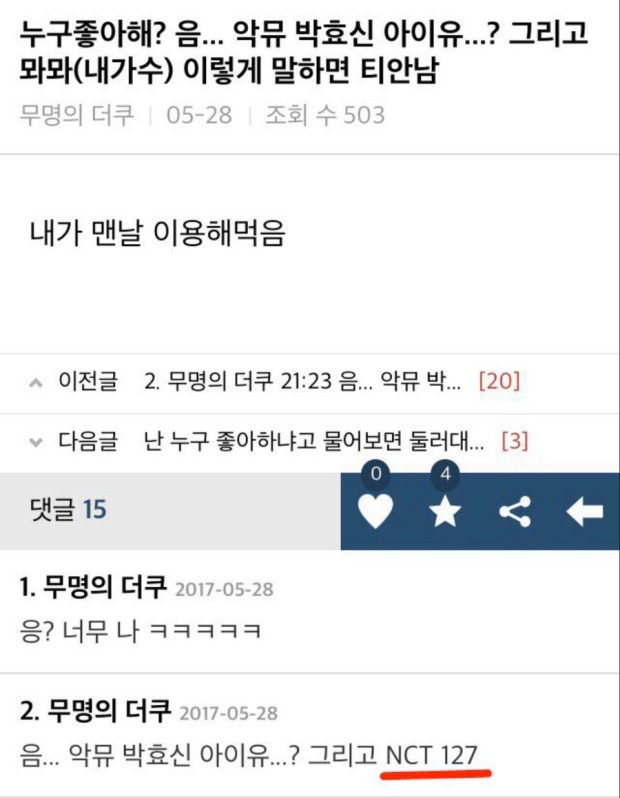 누구좋아해? 음... 악뮤 박효신 아이유...? 그리고
뫄뫄(내가수) 이렇게 말하면 티안남
무명의 더쿠 | 05-28 | 조회 수 503
내가 맨날 이용해먹음
이전글 2. 무명의 더쿠 21:23 음... 악뮤 박... [20]
다음글 난 누구 좋아하냐고 물어보면 둘러대... [3]
0 4
댓글 15
1. 무명의 더쿠 2017-05-28
응? 너무 나 ㅋㅋㅋㅋㅋ
2. 무명의 더쿠 2017-05-28
음... 악뮤 박효신 아이유...? 그리고 NCT 127